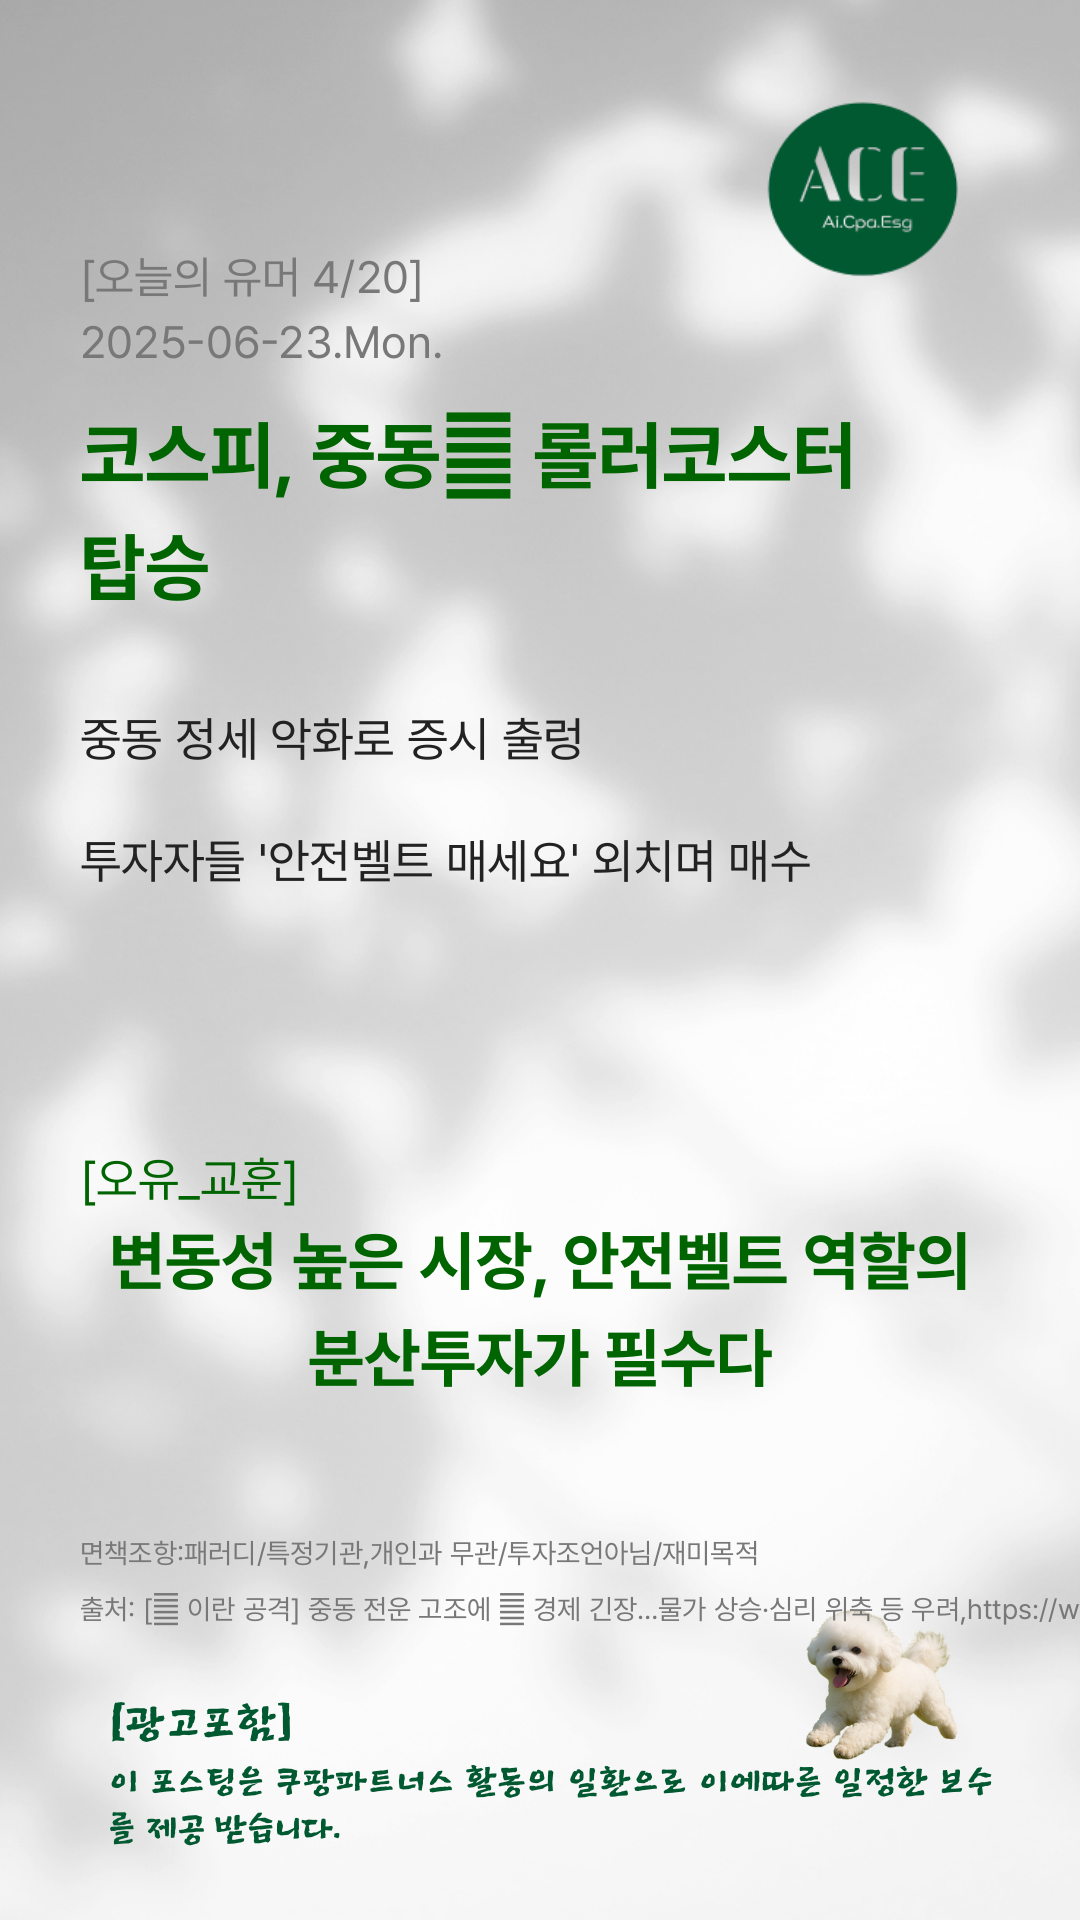 ACE
Ai.Cpa.Esg
[오늘의 유머 4/20]
2025-06-23.Mon.
코스피, 중동 롤러코스터
탑승
중동 정세 악화로 증시 출렁
투자자들 '안전벨트 매세요' 외치며 매수
[오유_교훈]
변동성 높은 시장, 안전벨트 역할의
분산투자가 필수다
면책조항:패러디/특정기관,개인과 무관/투자조언아님/재미목적
출처: [ 이란 공격] 중동 전운 고조에 경제 긴장...물가 상승·심리 위축 등 우려,https://w
[광고포함]
이 포스팅은 쿠팡파트너스 활동의 일환으로 이에따른 일정한 보수
를 제공 받습니다.